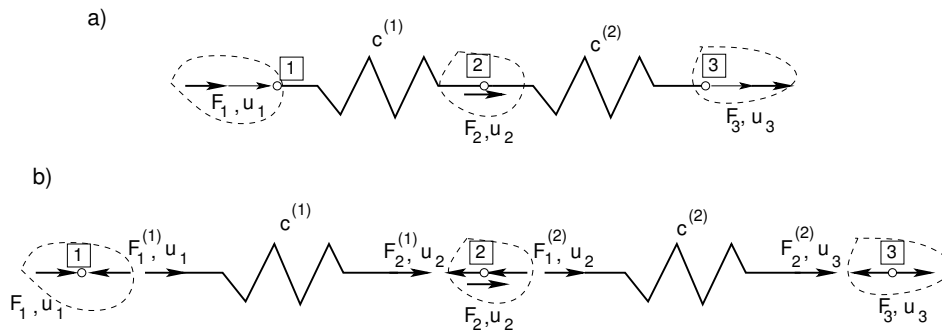 a)
c(1)
c(2)
1
2
3
F1, u1
F2, u2
F3, u3
b)
c(1)
c(2)
1
F1(1) u1
F2(1) u2
2
F1(2) u2
F2(2) u3
3
F1, u1
F2, u2
F3, u3